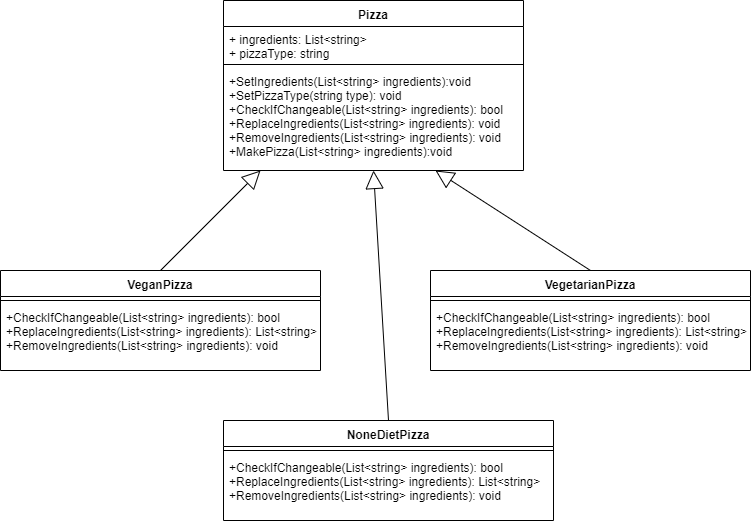 Pizza
+ ingredients: List<string>
+ pizzaType: string
+SetIngredients(List<string> ingredients):void
+SetPizzaType(string type): void
+CheckIfChangeable(List<string> ingredients): bool
+ReplaceIngredients(List<string> ingredients): void
+RemoveIngredients(List<string> ingredients): void
+MakePizza(List<string> ingredients):void
VeganPizza
+CheckIfChangeable(List<string> ingredients): bool
+ReplaceIngredients(List<string> ingredients): List<string>
+RemoveIngredients(List<string> ingredients): void
VegetarianPizza
+CheckIfChangeable(List<string> ingredients): bool
+ReplaceIngredients(List<string> ingredients): List<string>
+RemoveIngredients(List<string> ingredients): void
NoneDietPizza
+CheckIfChangeable(List<string> ingredients): bool
+ReplaceIngredients(List<string> ingredients): List<string>
+RemoveIngredients(List<string> ingredients): void